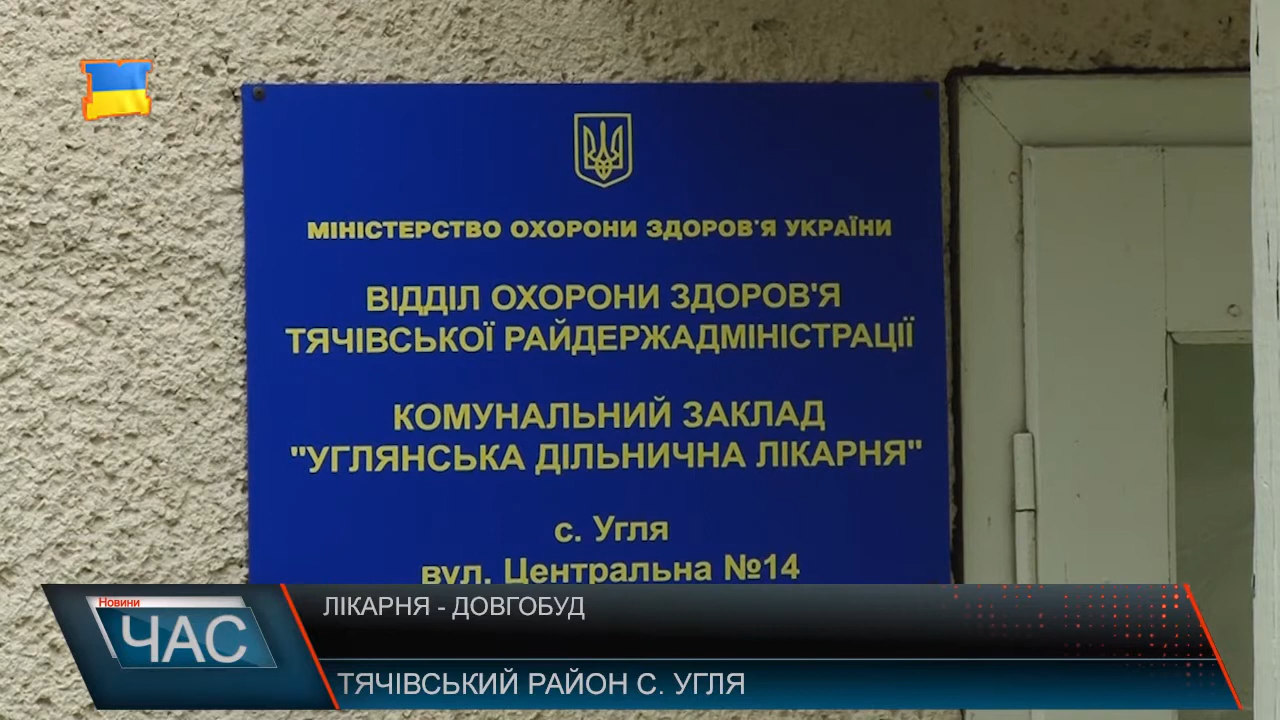 МІНІСТЕРСТВО ОХОРОНИ ЗДОРОВ'Я УКРАЇНИ
ВІДДІЛ ОХОРОНИ ЗДОРОВ'Я
ТЯЧІВСЬКОЇ РАЙДЕРЖАДМІНІСТРАЦІЇ
КОМУНАЛЬНИЙ ЗАКЛАД
"УГЛЯНСЬКА ДІЛЬНИЧНА ЛІКАРНЯ"
с. Угля
вул. Центральна №14
Новини
ЧАС
ЛІКАРНЯ - ДОВГОБУД
ТЯЧІВСЬКИЙ РАЙОН С. УГЛЯ